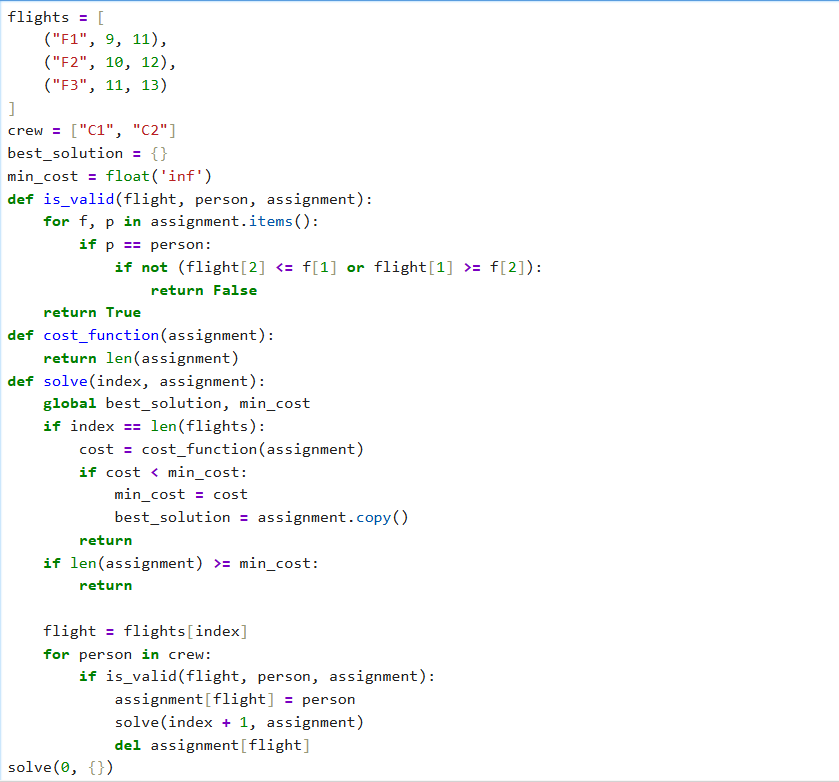 flights = [
    ("F1", 9, 11),
    ("F2", 10, 12),
    ("F3", 11, 13)
]
crew = ["C1", "C2"]
best_solution = {}
min_cost = float('inf')
def is_valid(flight, person, assignment):
    for f, p in assignment.items():
        if p == person:
            if not (flight[2] <= f[1] or flight[1] >= f[2]):
                return False
    return True
def cost_function(assignment):
    return len(assignment)
def solve(index, assignment):
    global best_solution, min_cost
    if index == len(flights):
        cost = cost_function(assignment)
        if cost < min_cost:
            min_cost = cost
            best_solution = assignment.copy()
        return
    if len(assignment) >= min_cost:
        return

    flight = flights[index]
    for person in crew:
        if is_valid(flight, person, assignment):
            assignment[flight] = person
            solve(index + 1, assignment)
            del assignment[flight]
solve(0, {})